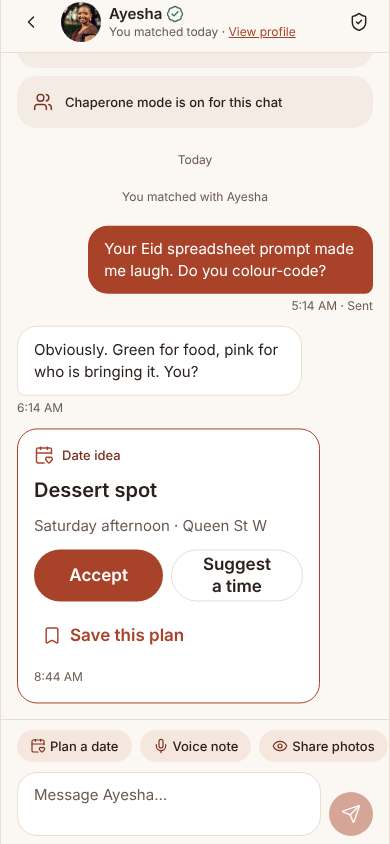 Ayesha
You matched today · View profile
Chaperone mode is on for this chat
Today
You matched with Ayesha
Your Eid spreadsheet prompt made
me laugh. Do you colour-code?
5:14 AM · Sent
Obviously. Green for food, pink for
who is bringing it. You?
6:14 AM
Date idea
Dessert spot
Saturday afternoon · Queen St W
Accept
Suggest
a time
Save this plan
8:44 AM
Plan a date
Voice note
Share photos
Message Ayesha...